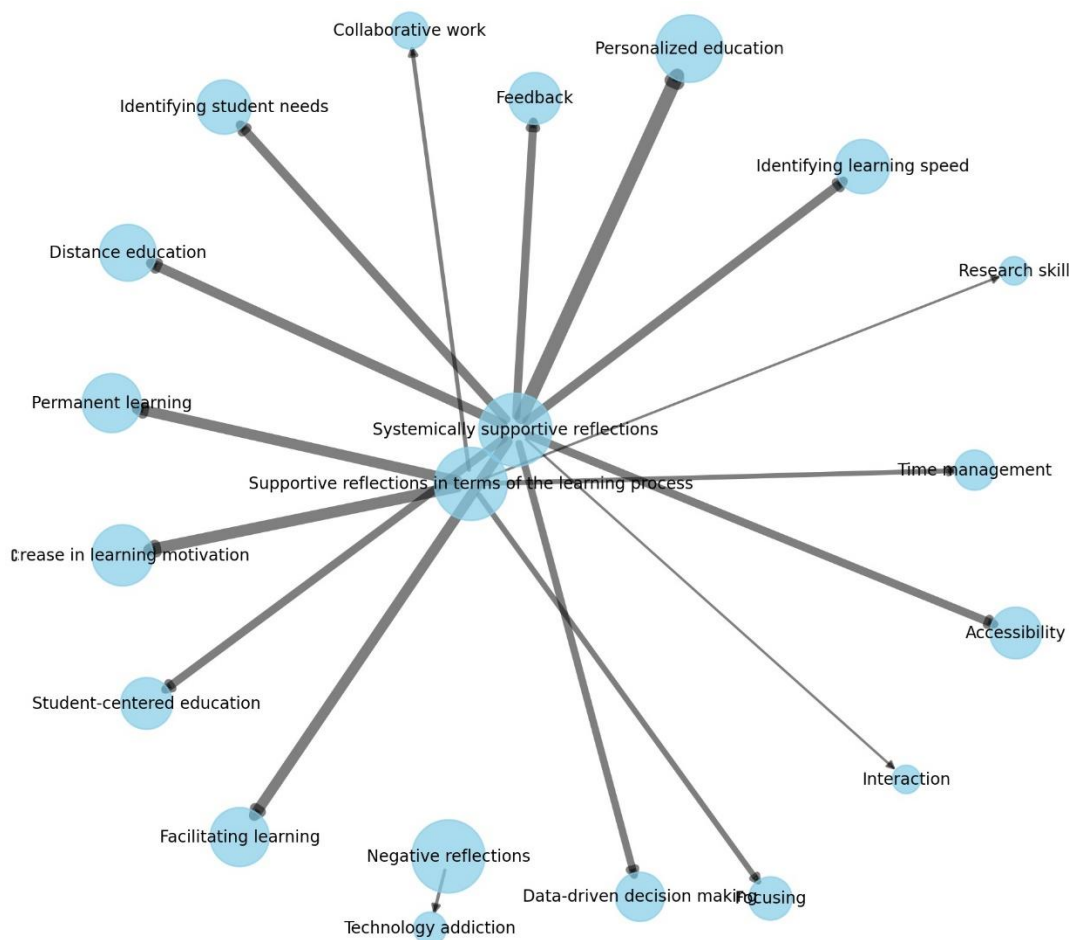 Collaborative work
Personalized education
Feedback
Identifying student needs
Identifying learning speed
Distance education
Research skill
Permanent learning
Systemically supportive reflections
Time management
Supportive reflections in terms of the learning process
crease in learning motivation
Accessibility
Student-centered education
Interaction
Facilitating learning
Negative reflections
Data-driven decision making
Focusing
Technology addiction